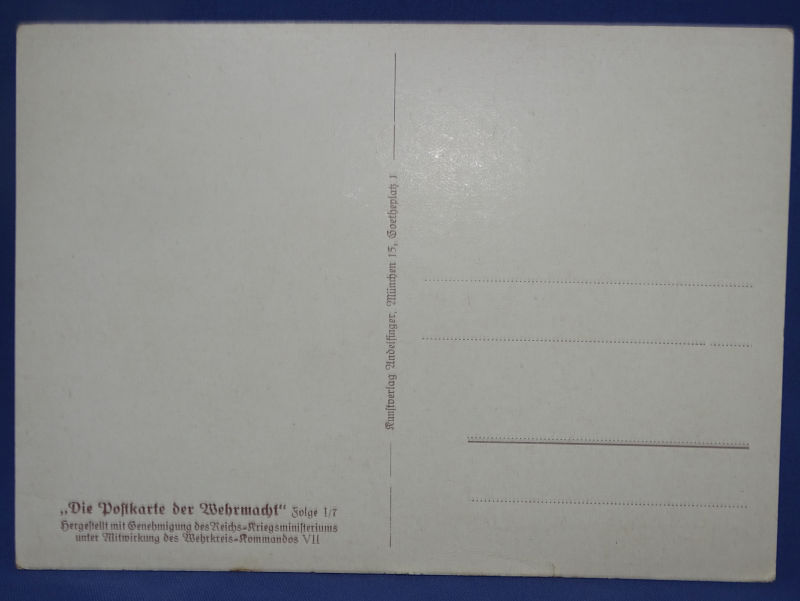 „Die Postkarte der Wehrmacht“ Folge 1/7
Hergestellt mit Genehmigung des Reichs-Kriegsministeriums
unter Mitwirkung des Wehrkreis-Kommandos VII
Kunstverlag Andelfinger, München 15, Goetheplatz 1